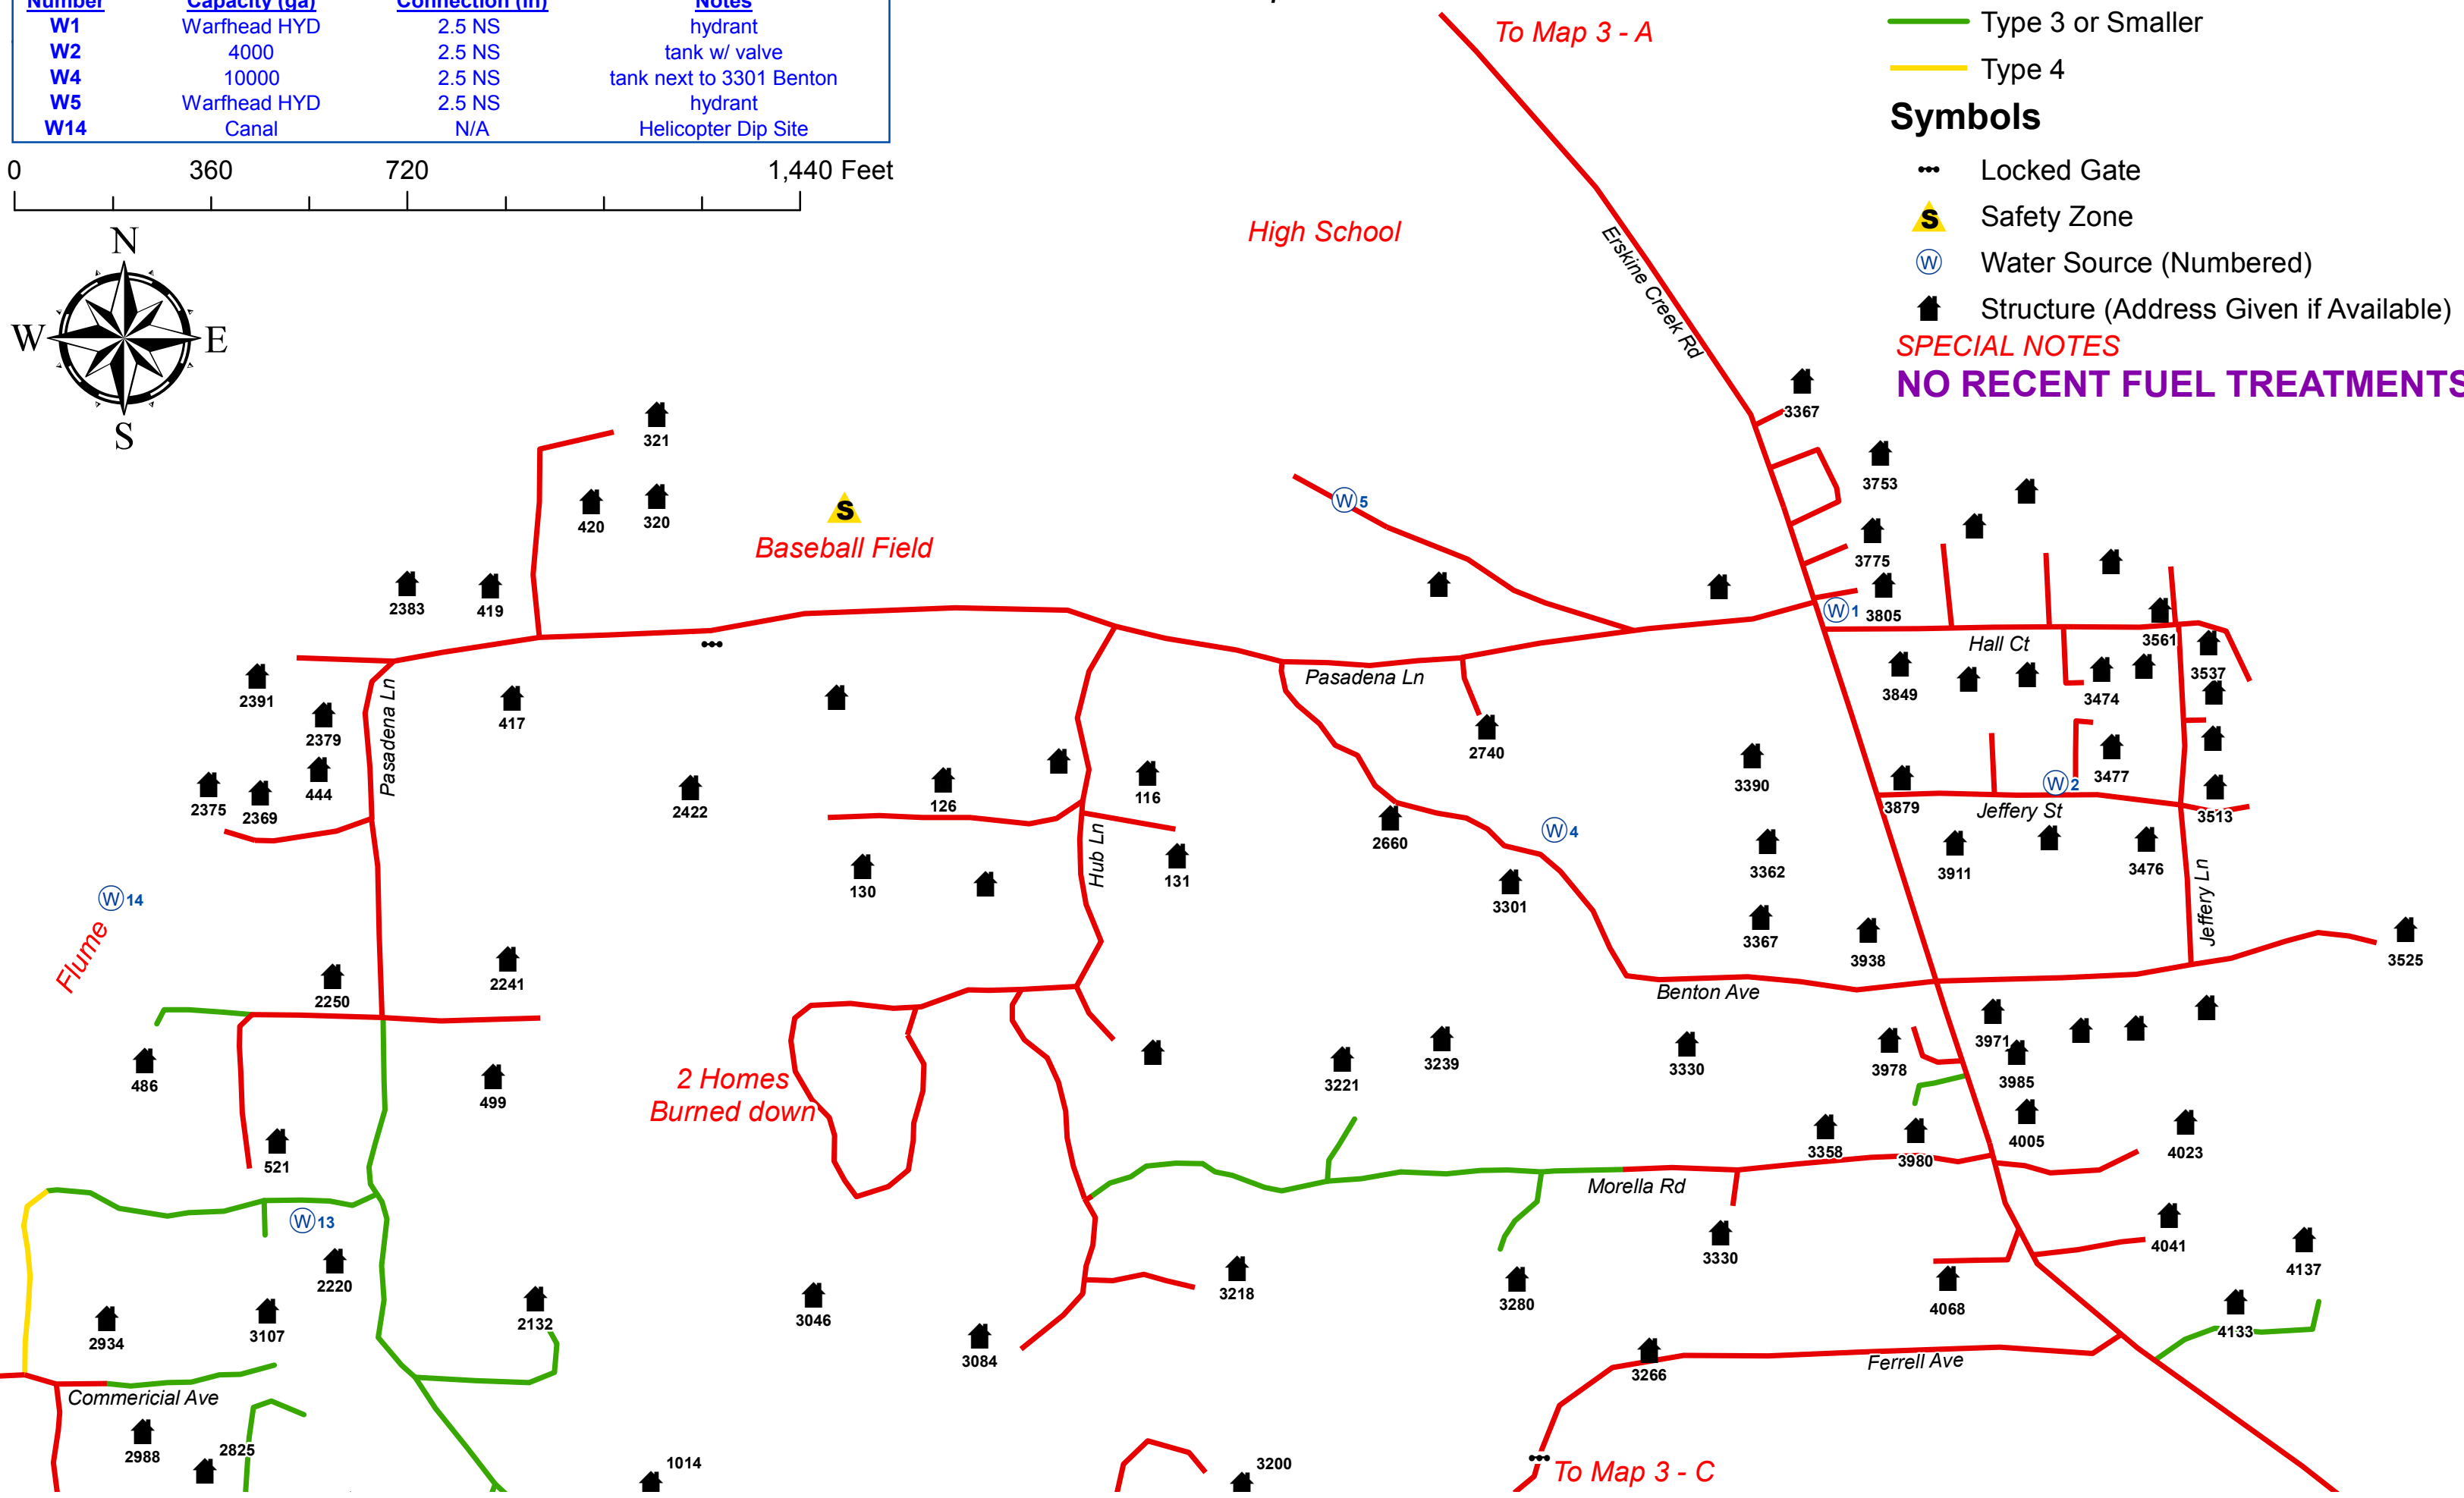 Number Capacity (ga) Connection (in) Notes
W1 Warfhead HYD 2.5 NS hydrant
W2 4000 2.5 NS tank w/ valve
W4 10000 2.5 NS tank next to 3301 Benton
W5 Warfhead HYD 2.5 NS hydrant
W14 Canal N/A Helicopter Dip Site
0 360 720 1,440 Feet
N
W E
S
To Map 3 - A
High School
Erskine Creek Rd
Type 3 or Smaller
Type 4
Symbols
Locked Gate
S Safety Zone
W Water Source (Numbered)
Structure (Address Given if Available)
SPECIAL NOTES
NO RECENT FUEL TREATMENTS
3367
321
3753
420
320
S
Baseball Field
W 5
3775
2383
419
W 1
3805
3561
Hall Ct
3537
2391
417
Pasadena Ln
Pasadena Ln
3849
3474
2379
2740
3390
3477
444
2375
2369
2422
126
116
W 2
3879
Jeffery St
3513
2660
W 4
Hub Ln
130
131
3301
3362
3911
3476
Jeffery Ln
W 14
Flume
3367
3938
3525
2250
2241
Benton Ave
486
499
2 Homes
Burned down
3221
3239
3330
3978
3971
3985
521
3358
3980
4005
4023
Morella Rd
W 13
2220
3330
4041
4137
2934
3107
2132
3046
3084
3218
3280
4068
4133
3266
Ferrell Ave
Commericial Ave
2988
2825
1014
3200
To Map 3 - C